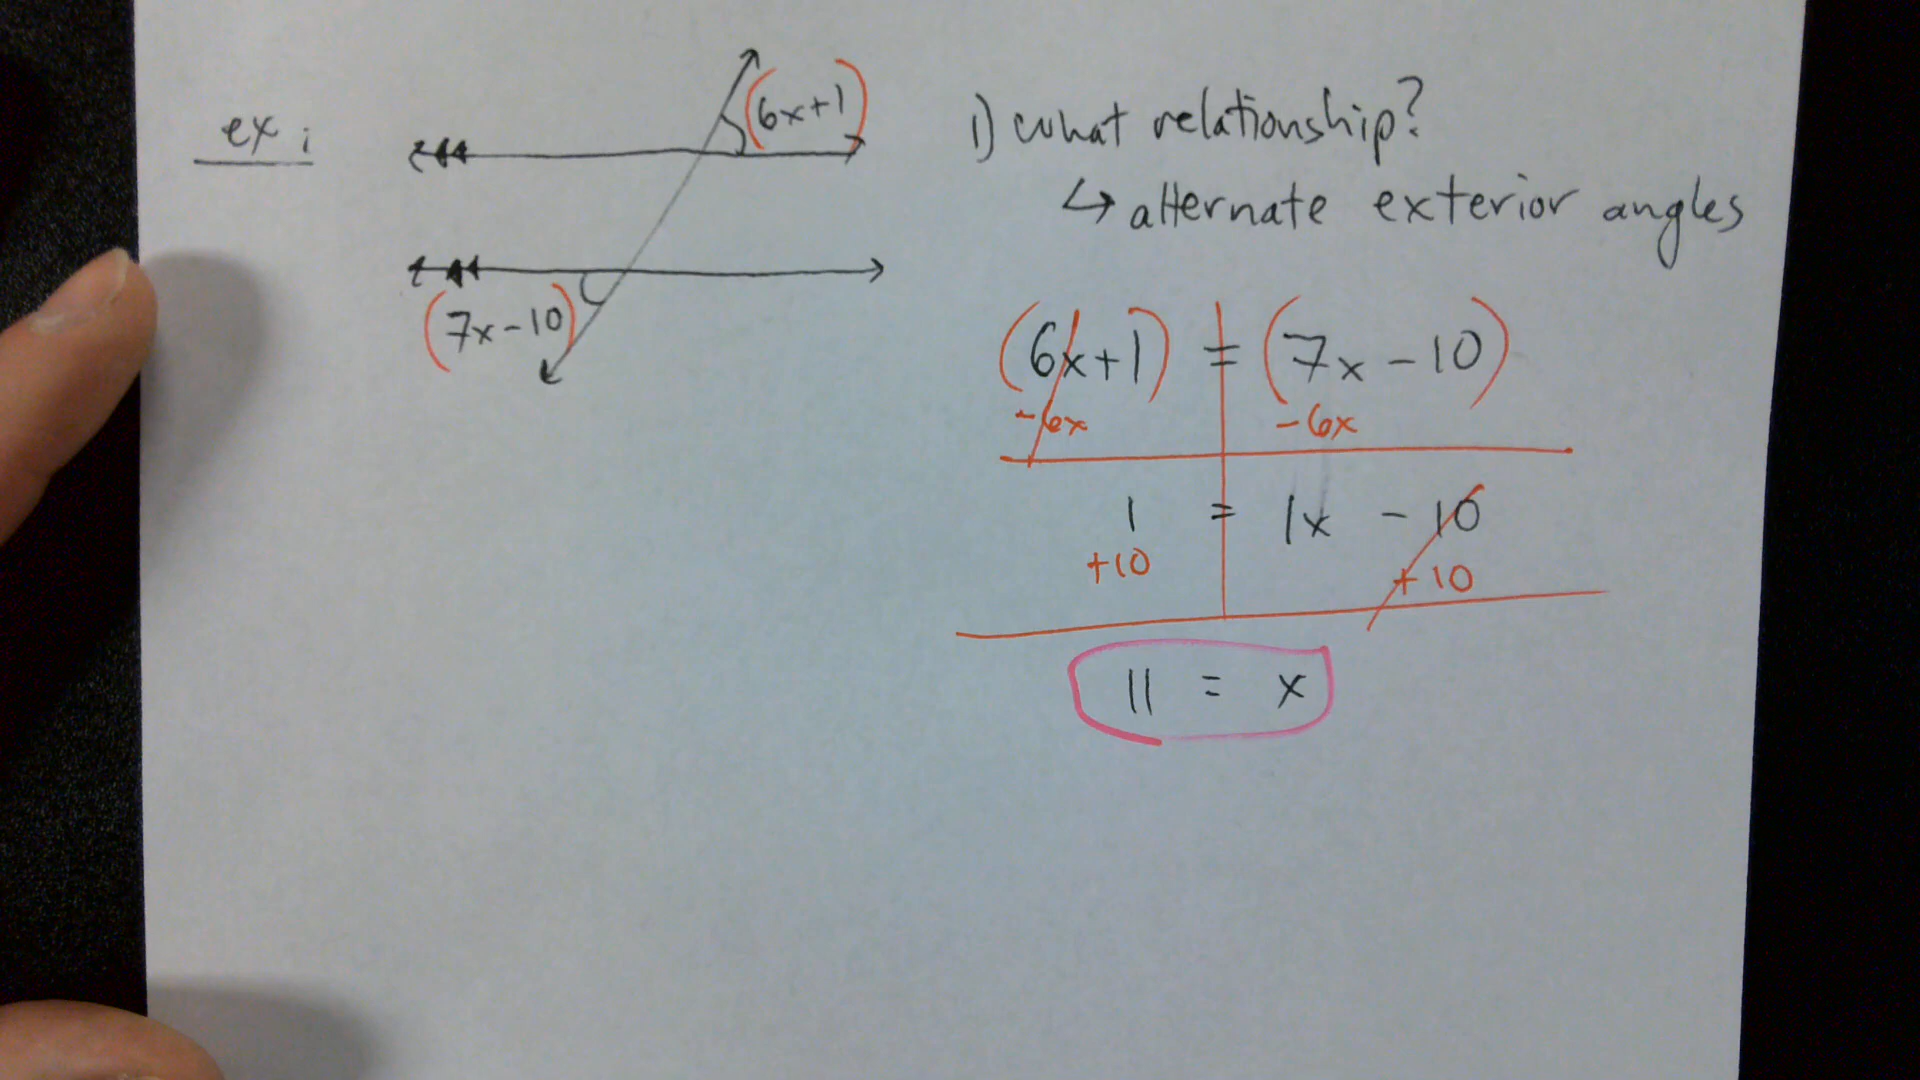 ex:
(6x+1)
(7x-10)
1) what relationship?
↳ alternate exterior angles
(6x+1) = (7x-10)
-6x -6x
1 = 1x - 10
+10 +10
11 = x